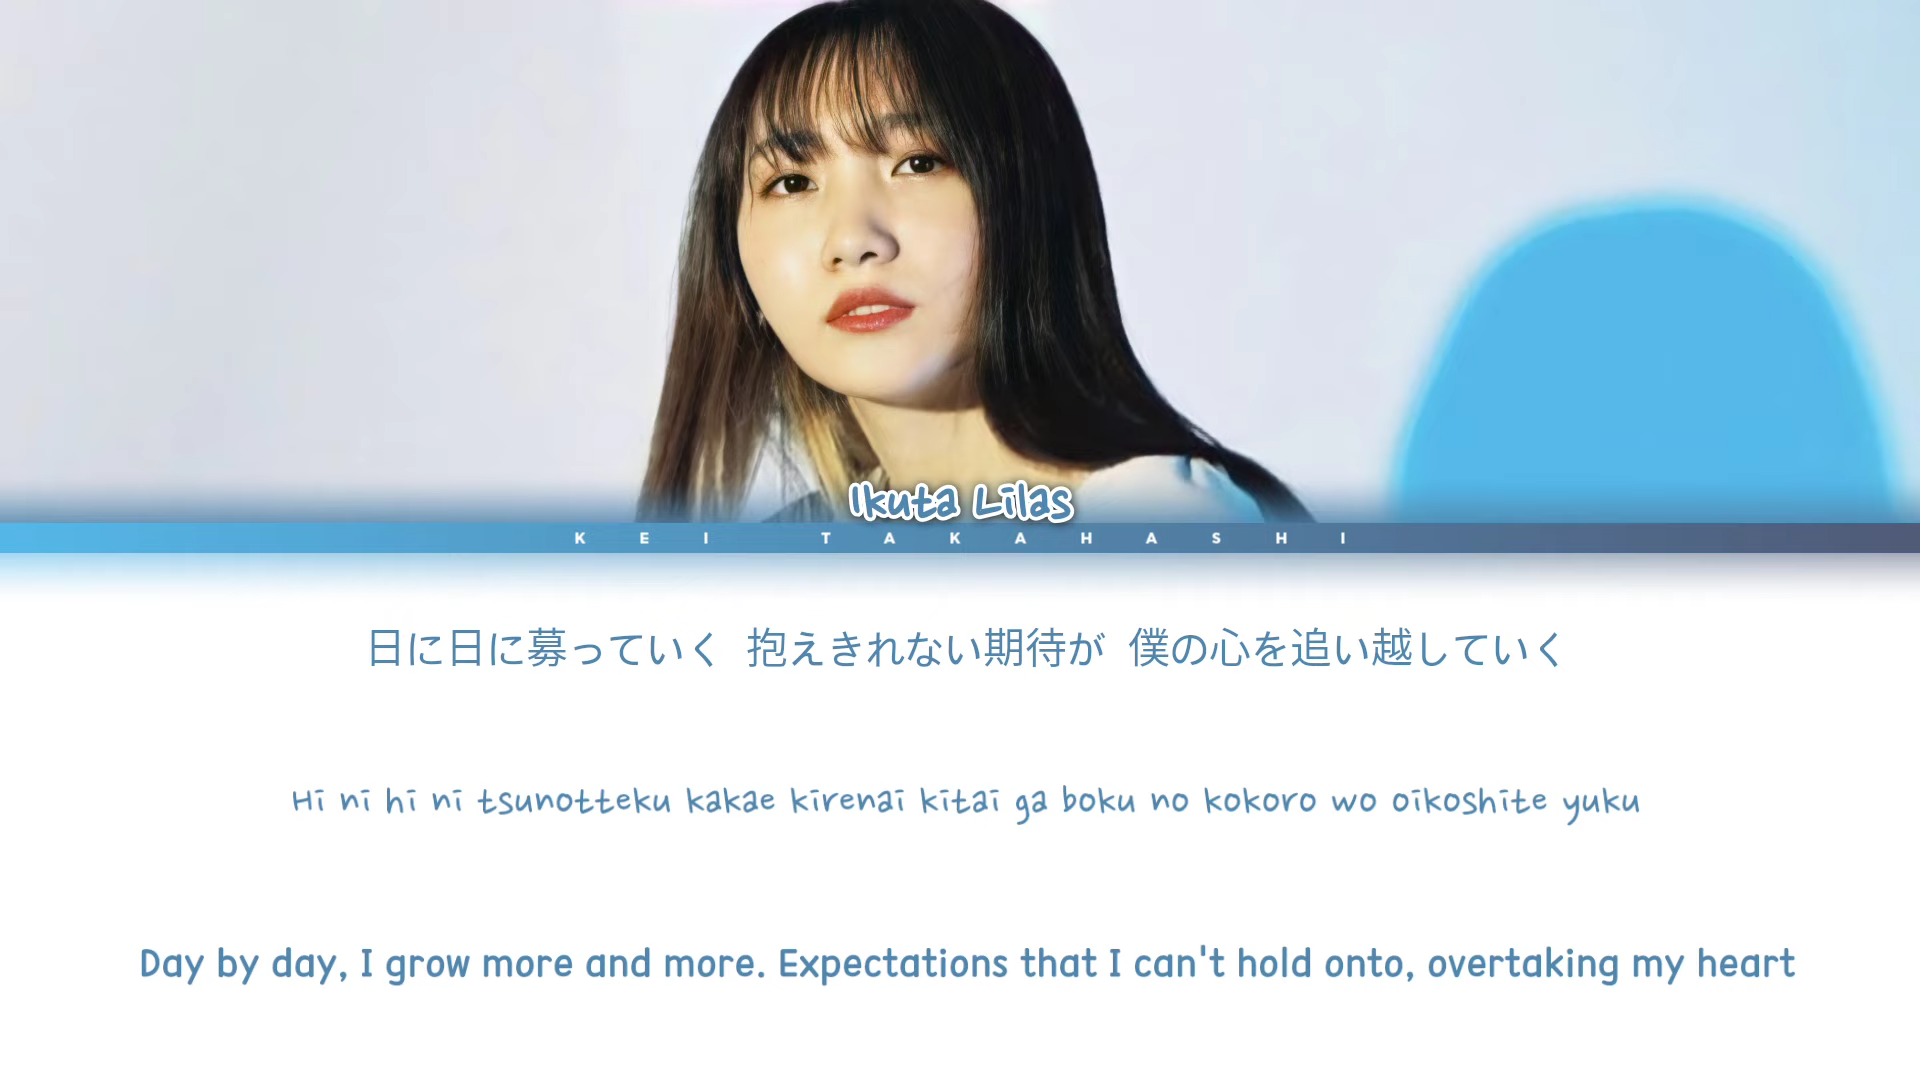 Ikuta Lilas
KEI TAKAHASHI
日に日に募っていく 抱えきれない期待が 僕の心を追い越していく
Hi ni hi ni tsunotteku kakae kirenai kitai ga boku no kokoro wo oikoshite yuku
Day by day, I grow more and more. Expectations that I can't hold onto, overtaking my heart